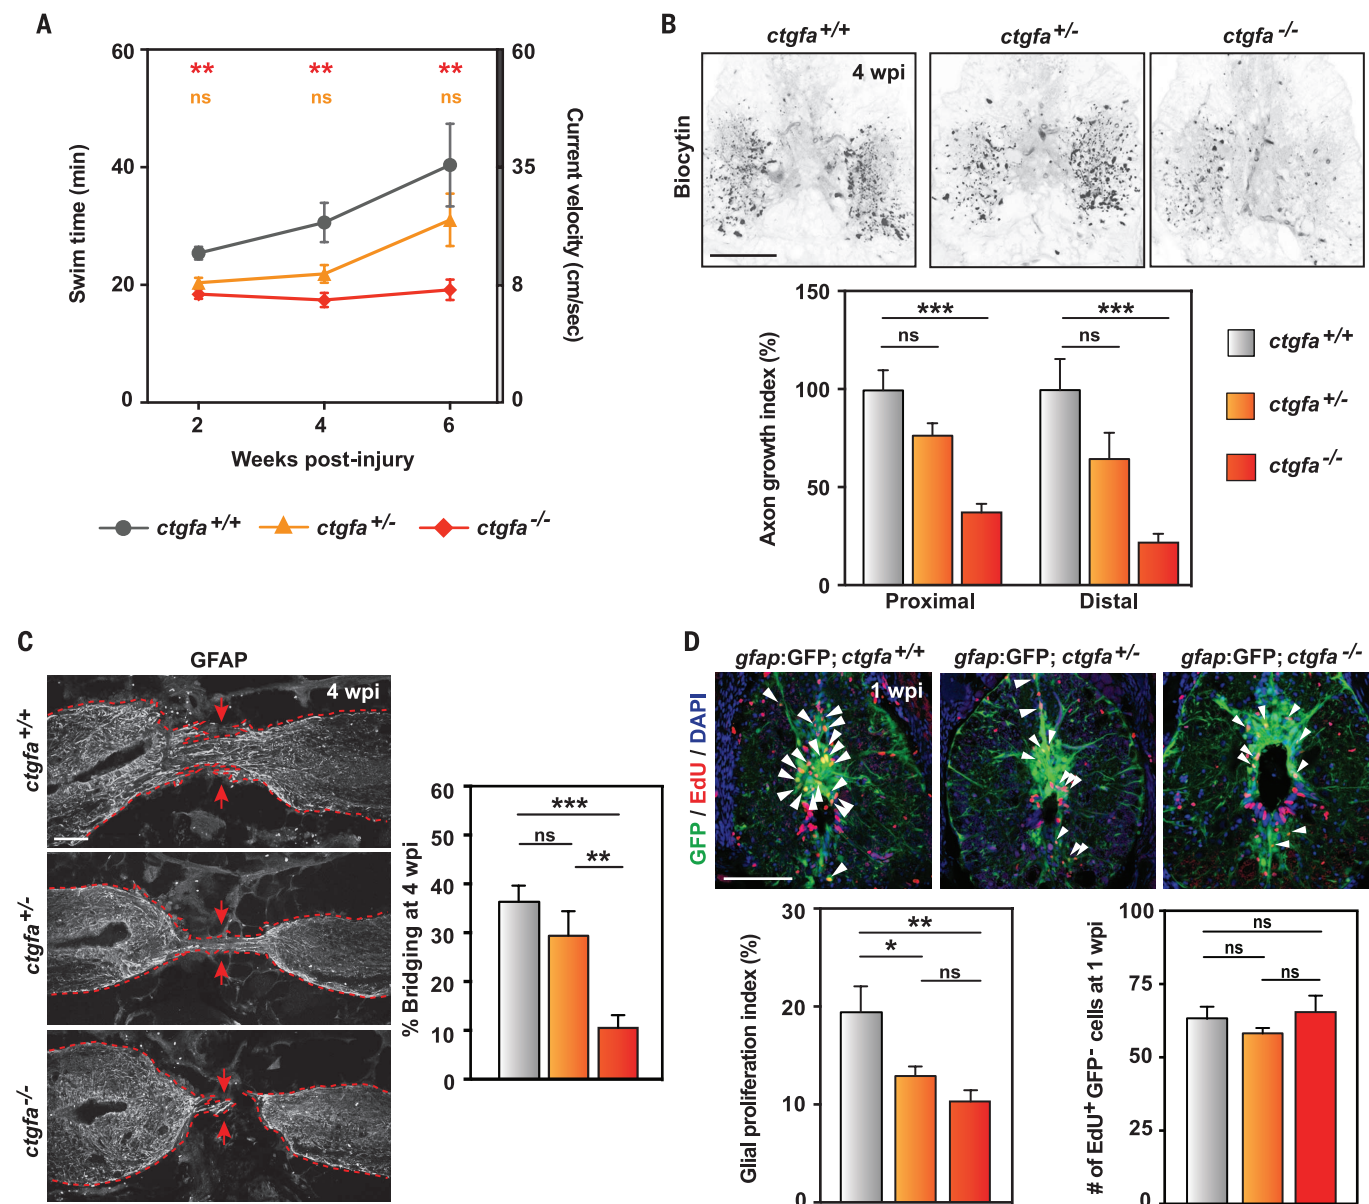 A
60
40
20
0
Swim time (min)
**
**
**
ns
ns
ns
60
35
8
0
Current velocity (cm/sec)
2
4
6
Weeks post-injury
ctgfa+/+
ctgfa+/-
ctgfa-/-
B
ctgfa+/+
ctgfa+/-
ctgfa-/-
4 wpi
Biocytin
150
100
50
0
Axon growth index (%)
***
ns
***
ns
Proximal
Distal
ctgfa+/+
ctgfa+/-
ctgfa-/-
C
GFAP
4 wpi
ctgfa+/+
ctgfa+/-
ctgfa-/-
60
50
40
30
20
10
0
% Bridging at 4 wpi
***
ns
**
D
gfap:GFP; ctgfa+/+
gfap:GFP; ctgfa+/-
gfap:GFP; ctgfa-/-
1 wpi
GFP / EdU / DAPI
30
20
10
0
Glial proliferation index (%)
**
*
ns
100
75
50
25
0
# of EdU+ GFP- cells at 1 wpi
ns
ns
ns